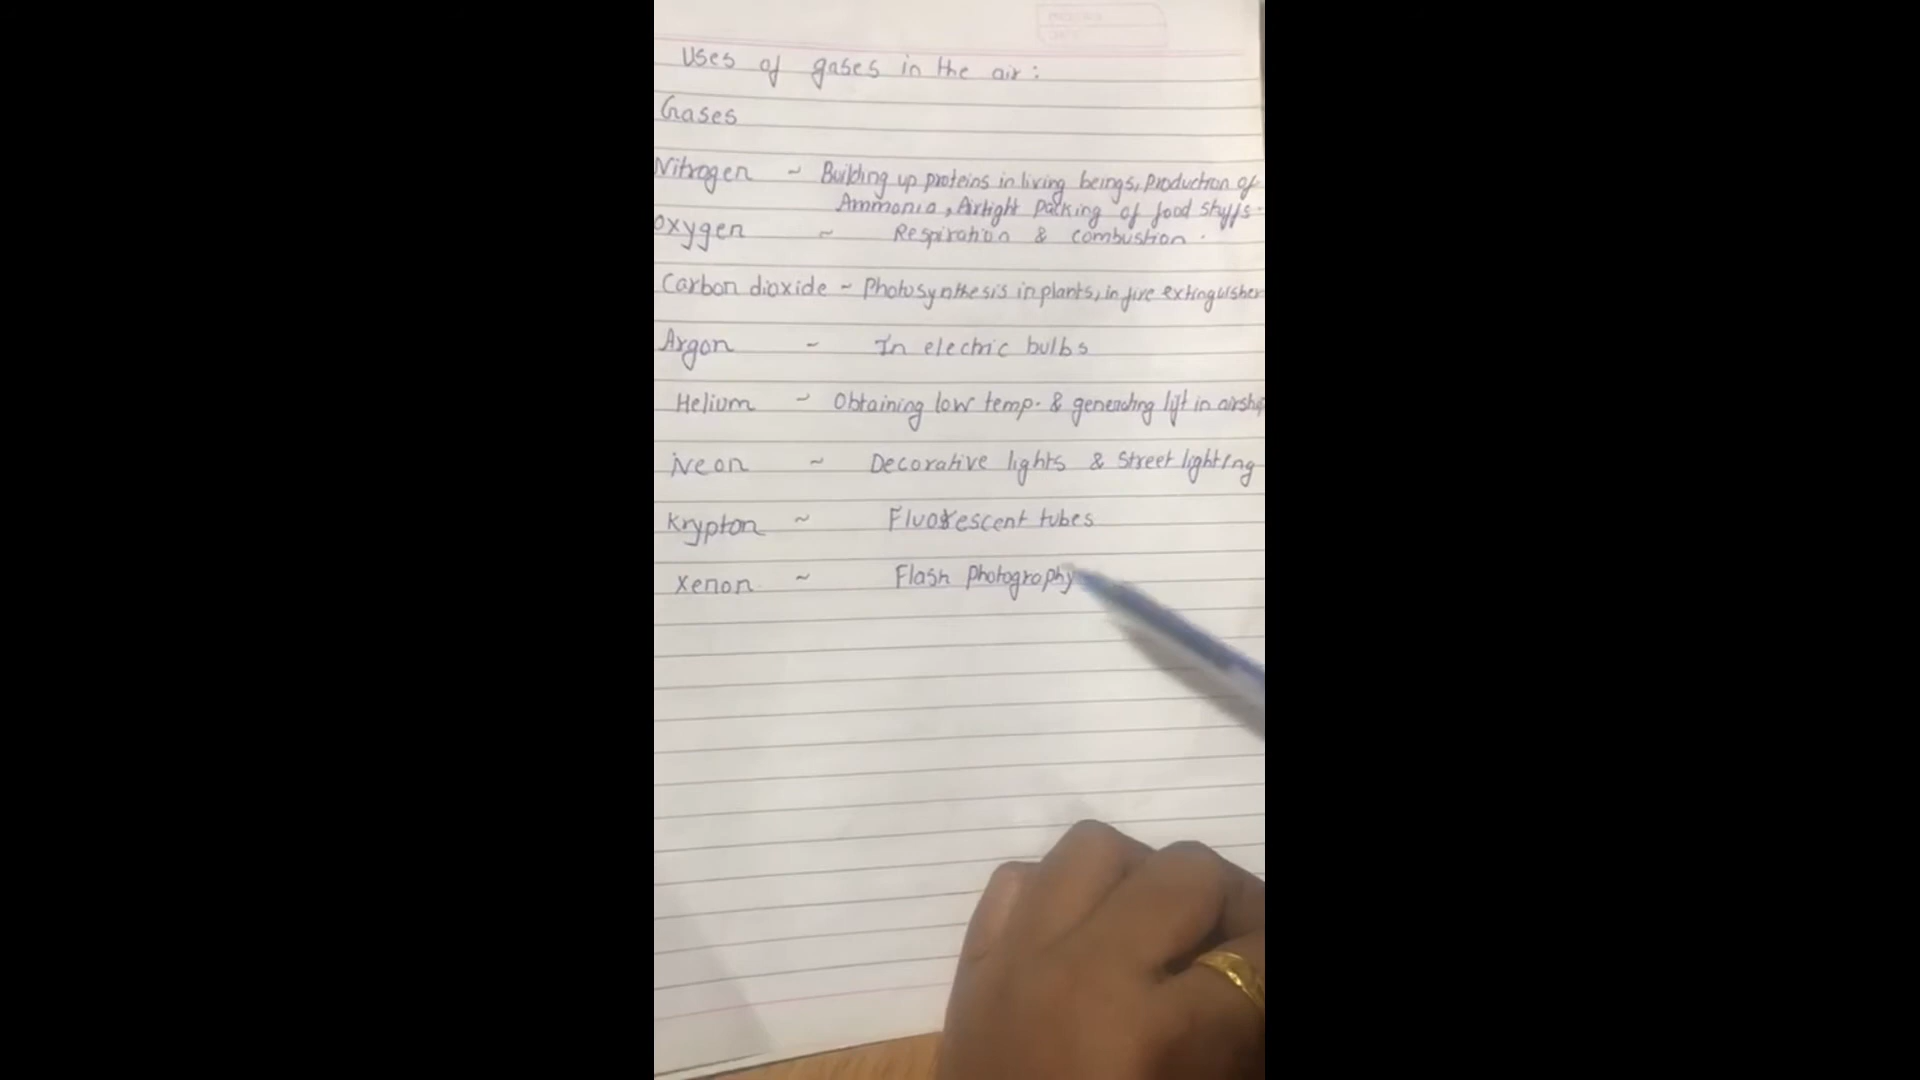 Uses of gases in the air:
Gases
Nitrogen ~ Building up proteins in living beings, Production of
Ammonia, Airtight packing of food stuffs.
Oxygen ~ Respiration & combustion.
Carbon dioxide ~ Photosynthesis in plants, in fire extinguisher
Argon ~ In electric bulbs
Helium ~ Obtaining low temp. & generating lift in airship
Neon ~ Decorative lights & Street lighting
Krypton ~ Fluorescent tubes
Xenon ~ Flash photography